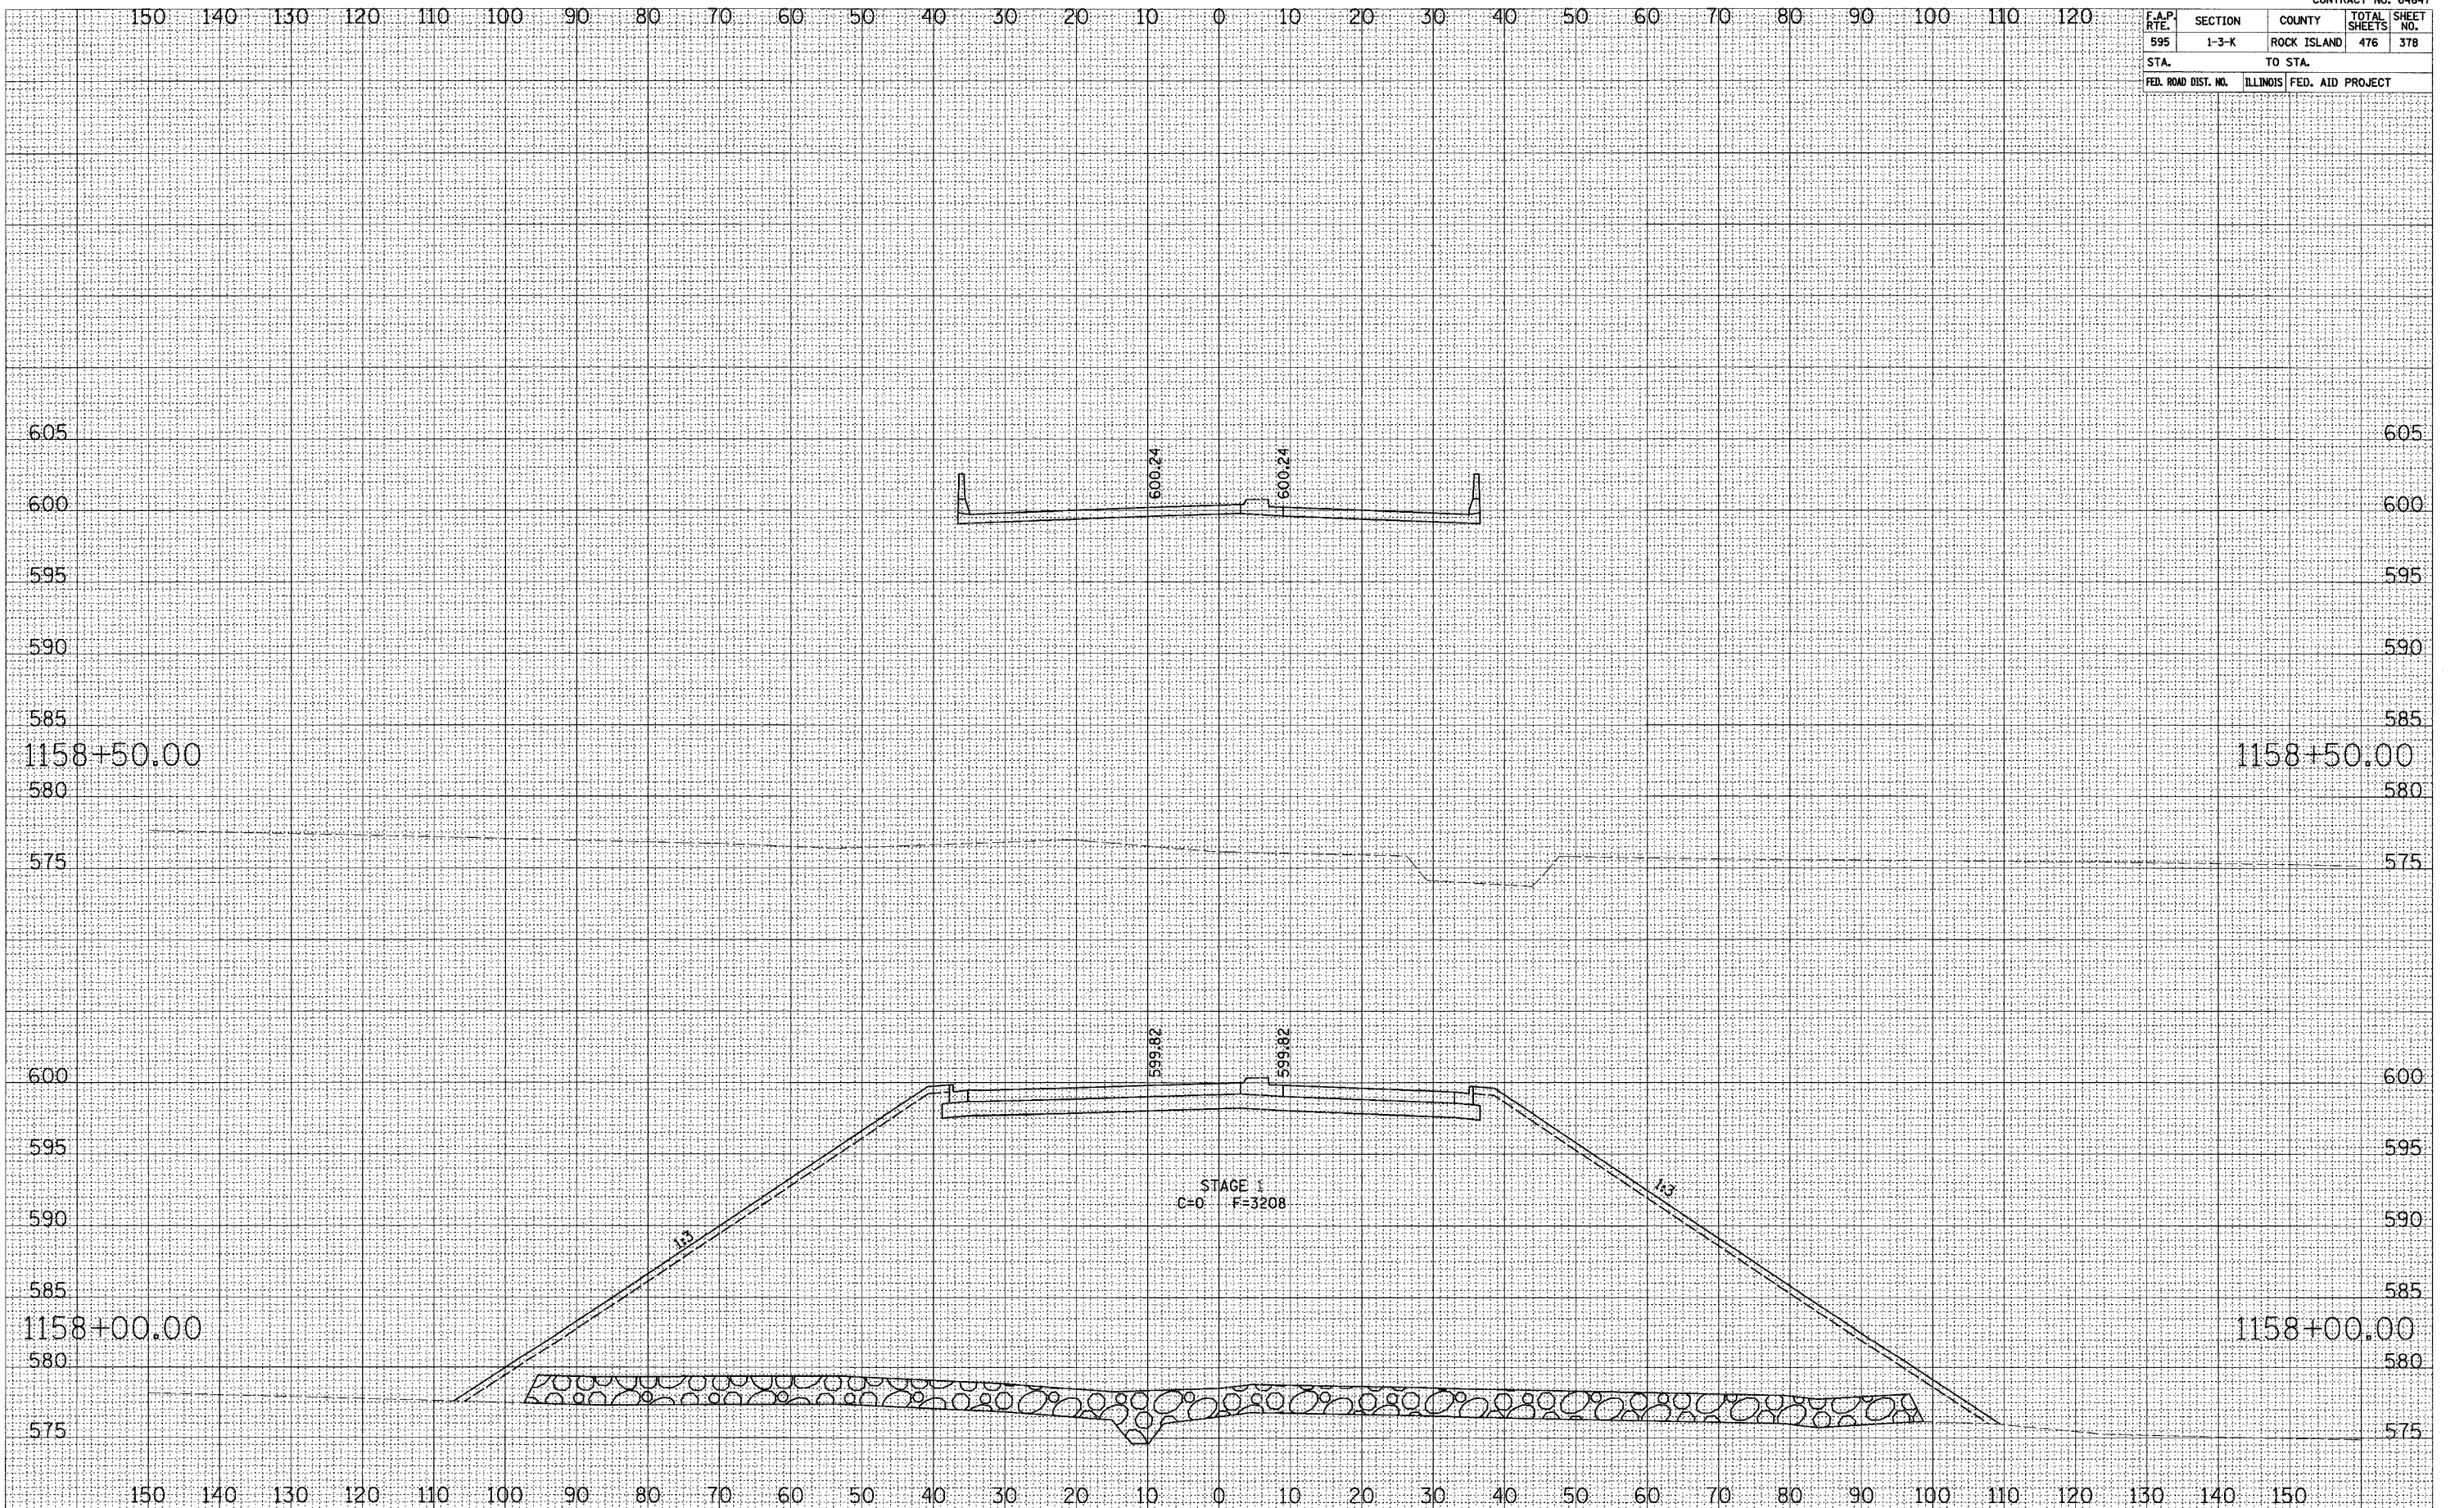 CONTRACT NO. 64647
150 140 130 120 110 100 90 80 70 60 50 40 30 20 10 0 10 20 30 40 50 60 70 80 90 100 110 120
F.A.P. RTE. SECTION COUNTY TOTAL SHEETS SHEET NO.
595 1-3-K ROCK ISLAND 476 378
STA. TO STA.
FED. ROAD DIST. NO. ILLINOIS FED. AID PROJECT
605 605
600.24 600.24
600 600
595 595
590 590
585 585
1158+50.00 1158+50.00
580 580
575 575
599.82 599.82
600 600
595 595
STAGE 1
C=0 F=3208
1:3
590 590
1:3
585 585
1158+00.00 1158+00.00
580 580
575 575
150 140 130 120 110 100 90 80 70 60 50 40 30 20 10 0 10 20 30 40 50 60 70 80 90 100 110 120 130 140 150